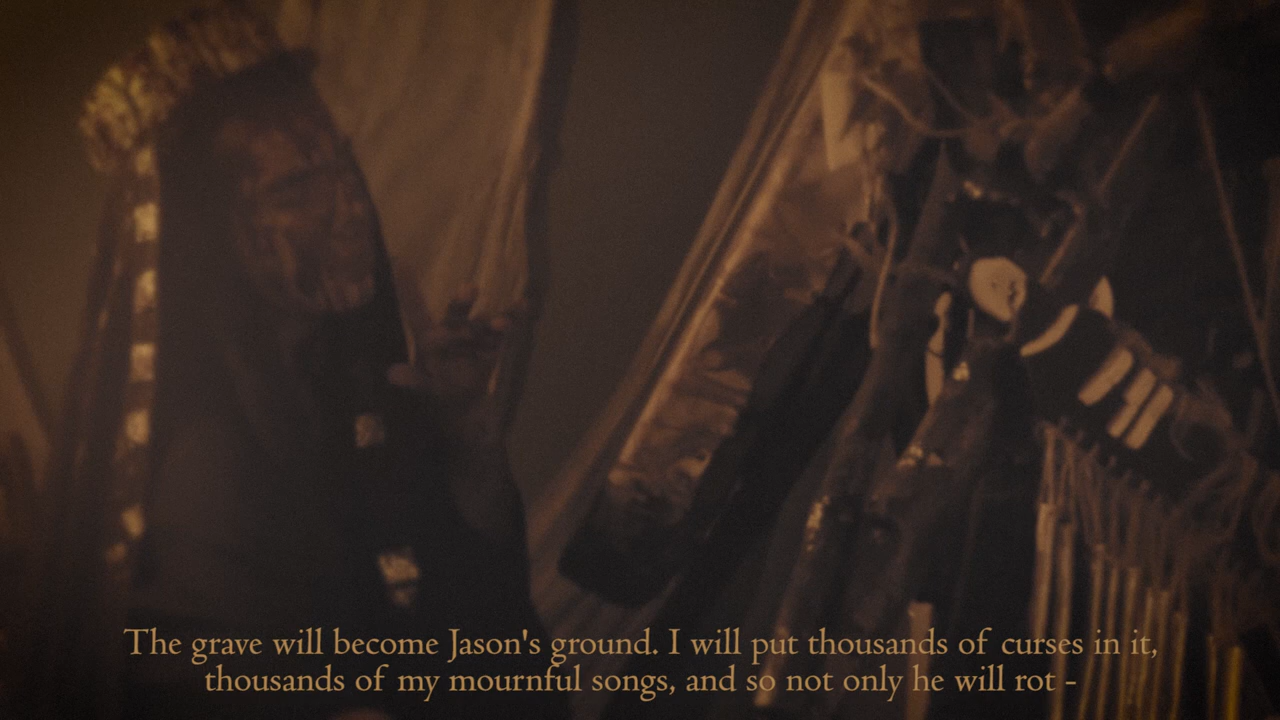 The grave will become Jason's ground. I will put thousands of curses in it,
thousands of my mournful songs, and so not only he will rot -